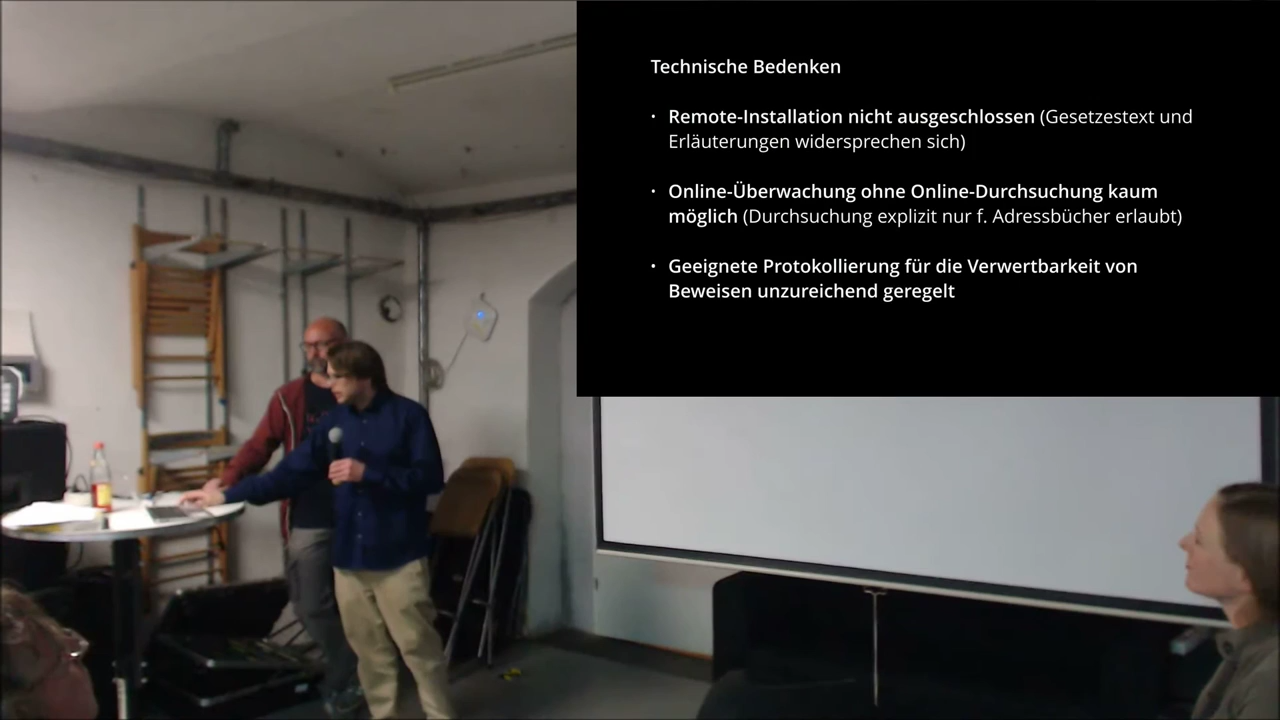 Technische Bedenken
• Remote-Installation nicht ausgeschlossen (Gesetzestext und
Erläuterungen widersprechen sich)
• Online-Überwachung ohne Online-Durchsuchung kaum
möglich (Durchsuchung explizit nur f. Adressbücher erlaubt)
• Geeignete Protokollierung für die Verwertbarkeit von
Beweisen unzureichend geregelt